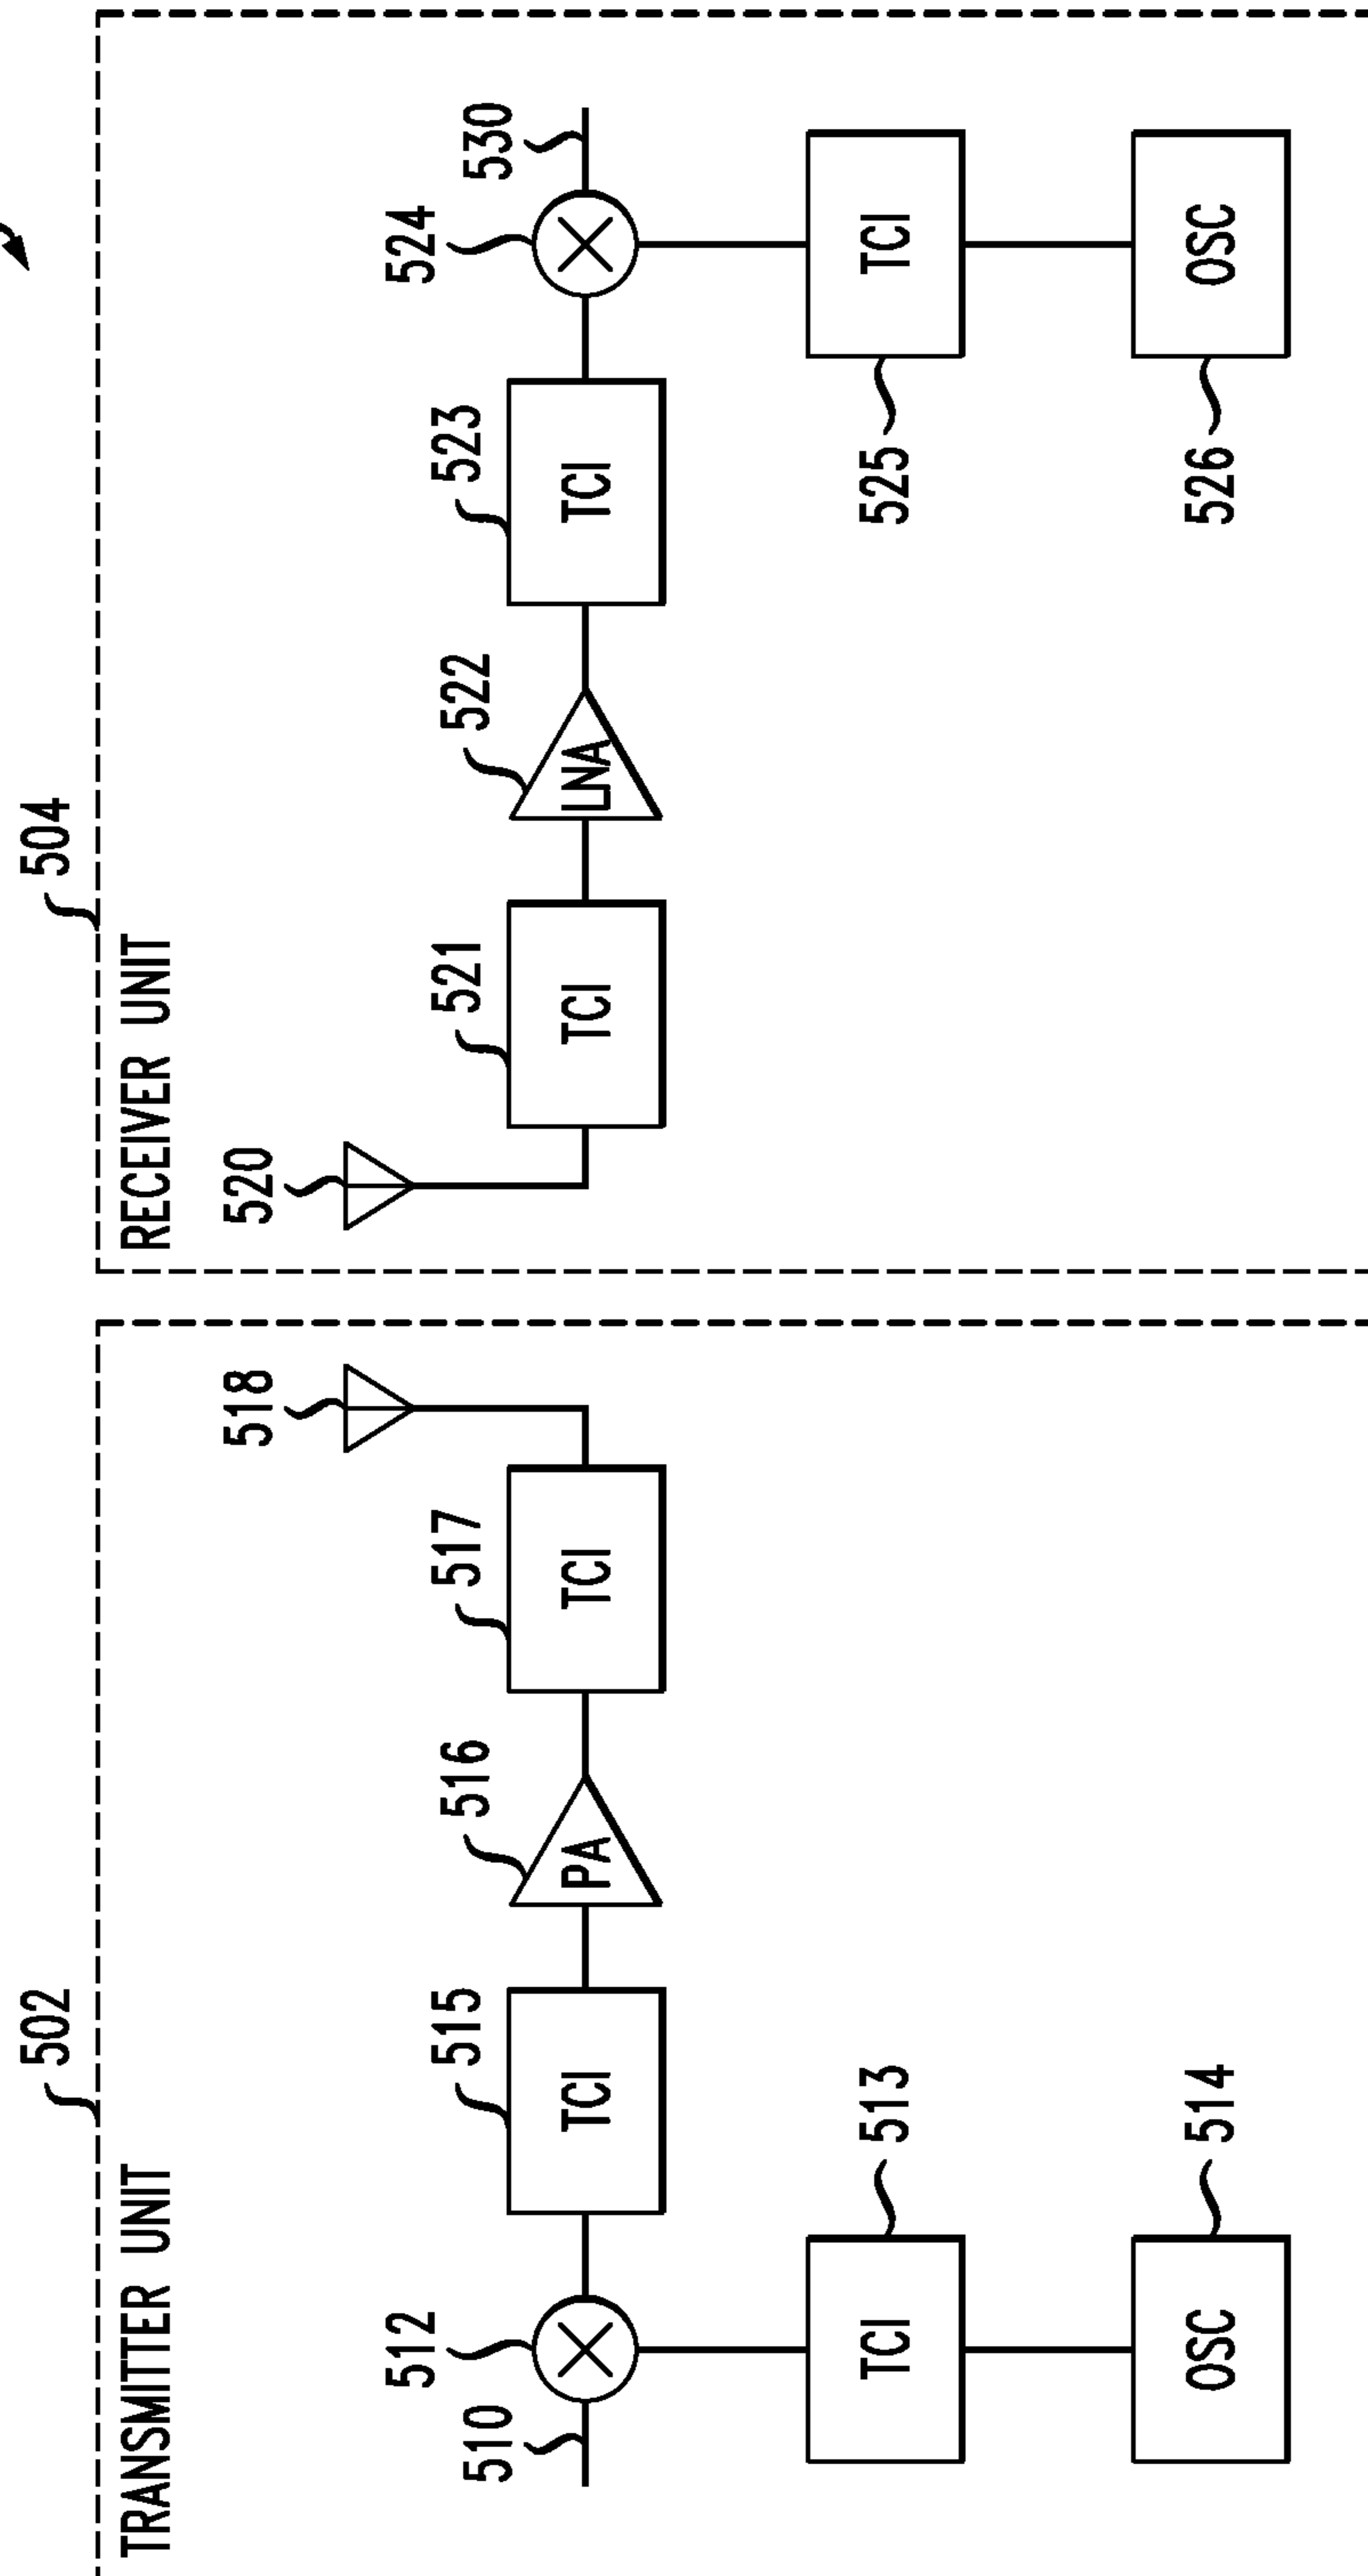 502
TRANSMITTER UNIT
510
512
TCI
513
OSC
514
515
TCI
516
PA
517
TCI
518
504
RECEIVER UNIT
520
521
TCI
522
LNA
523
TCI
524
530
TCI
525
OSC
526